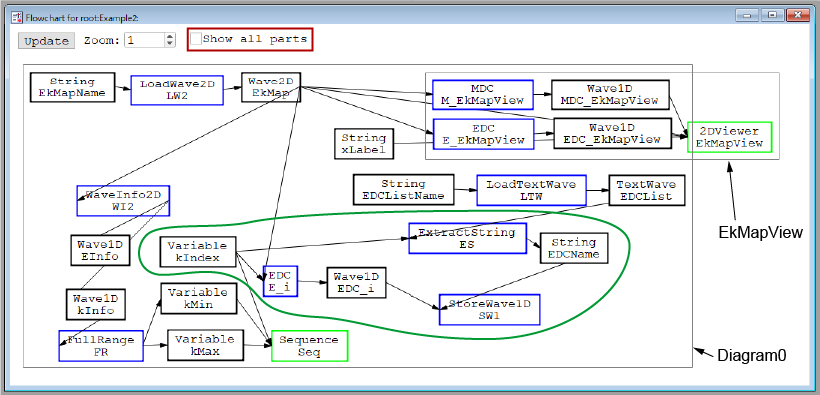 Flowchart for root:Example2:
Update
Zoom: 1
Show all parts
String
EkMapName
LoadWave2D
LW2
Wave2D
EkMap
MDC
M_EkMapView
Wave1D
MDC_EkMapView
EDC
E_EkMapView
Wave1D
EDC_EkMapView
2DViewer
EkMapView
String
xLabel
WaveInfo2D
WI2
String
EDCListName
LoadTextWave
LTW
TextWave
EDCList
EkMapView
Wave1D
EInfo
Variable
kIndex
ExtractString
ES
String
EDCName
EDC
E_i
Wave1D
EDC_i
Wave1D
kInfo
Variable
kMin
StoreWave1D
SW1
FullRange
FR
Variable
kMax
Sequence
Seq
Diagram0